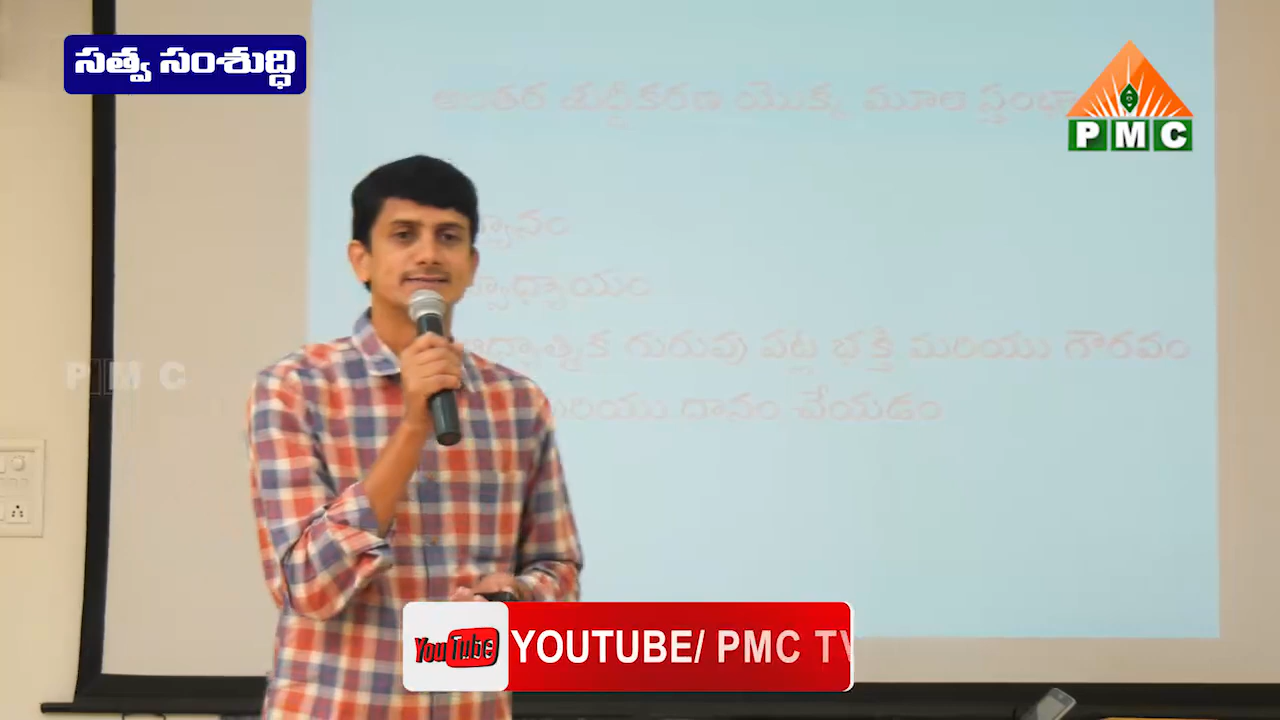 సత్వ సంశుద్ధి
PMC
అంతర శుద్ధికరణ యొక్క మూల
స్వాధ్యాయం
ఆధ్యాత్మిక గురువు పట్ల భక్తి మరియు గౌరవం
మరియు దానం చేయడం
PMC
YouTube
YOUTUBE/ PMC TV